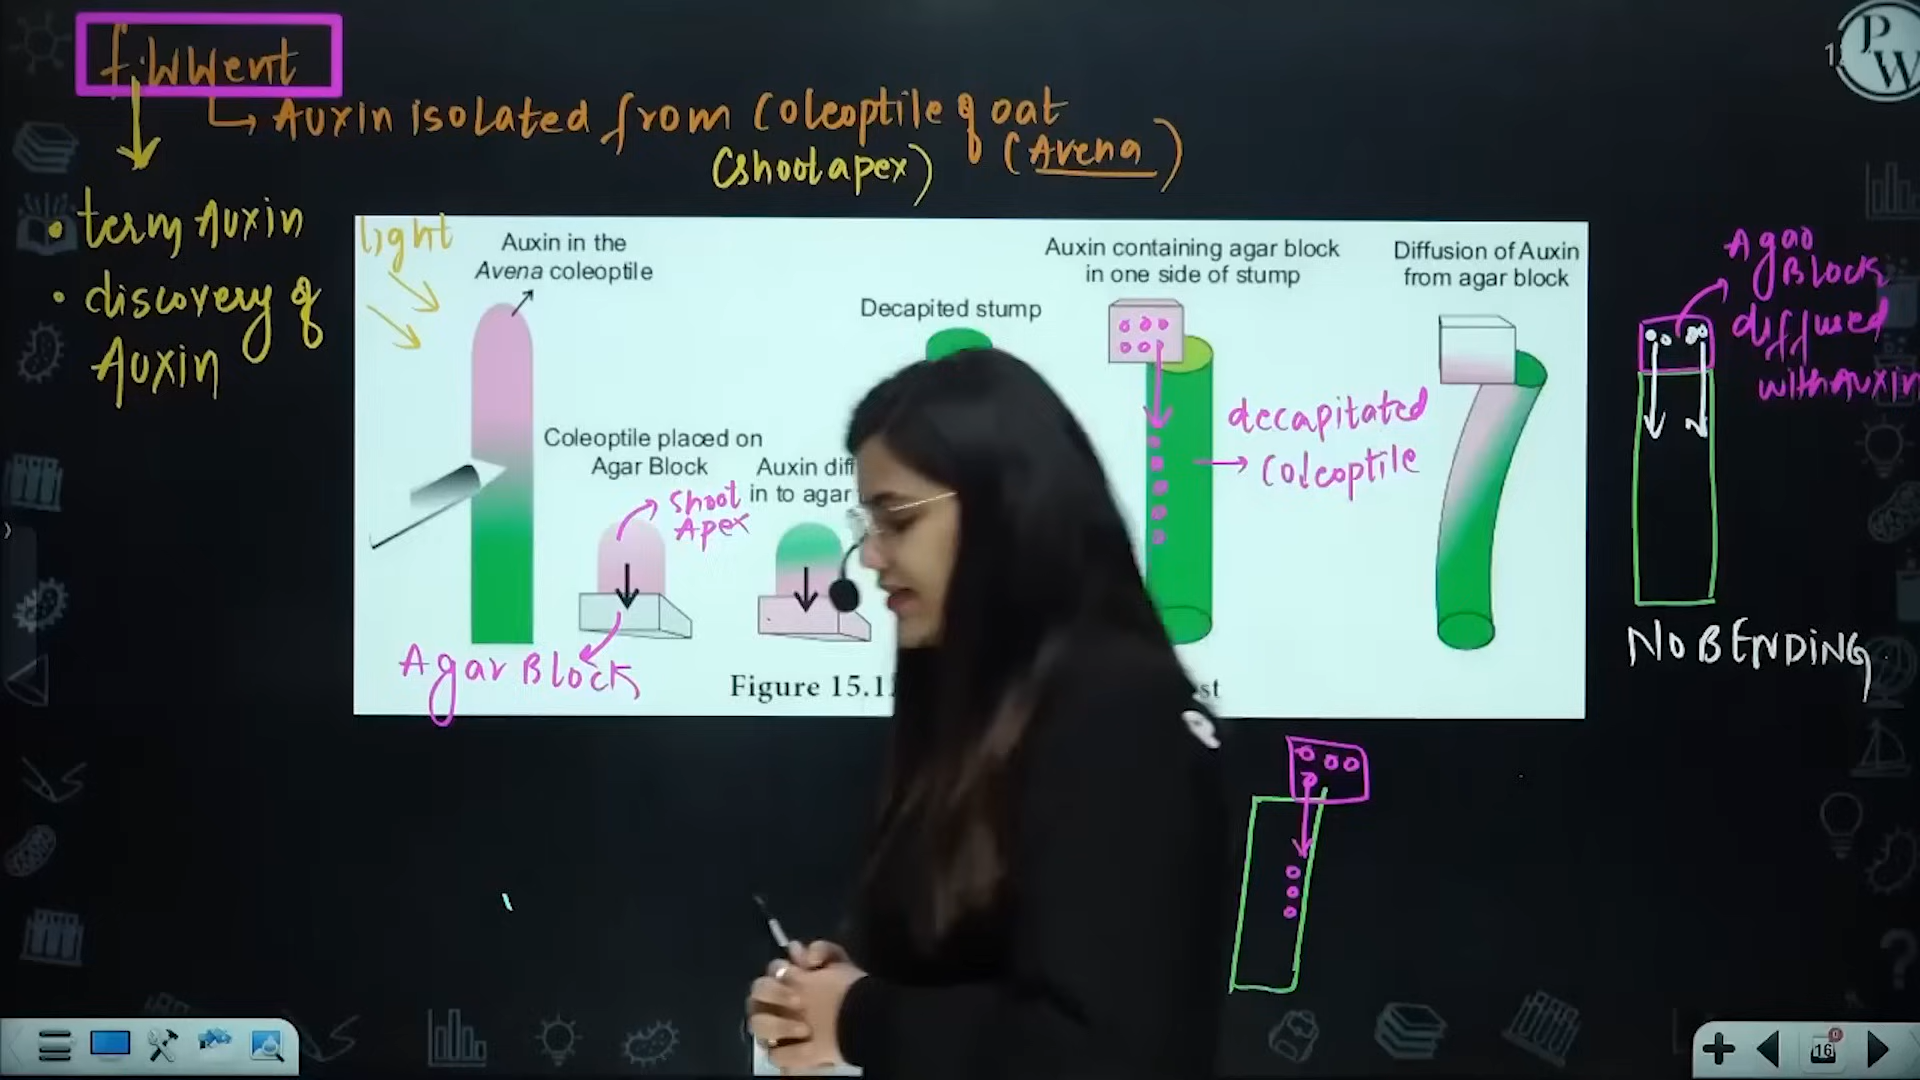 f.W Went
Auxin isolated from Coleoptile of oat
(shoot apex)
(Avena)
• term Auxin
• discovery of
Auxin
light
Auxin in the
Avena coleoptile
Coleoptile placed on
Agar Block
Shoot
Apex
Auxin diff
in to agar
Agar Block
Decapited stump
Auxin containing agar block
in one side of stump
decapitated
Coleoptile
Diffusion of Auxin
from agar block
Figure 15.1
st
Agar
Block
diffused
with Auxin
NO BENDING
PW
16